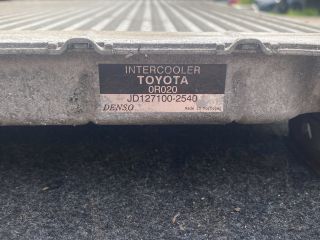 INTERCOOLER
TOYOTA
0R020
JD127100-2540
DENSO